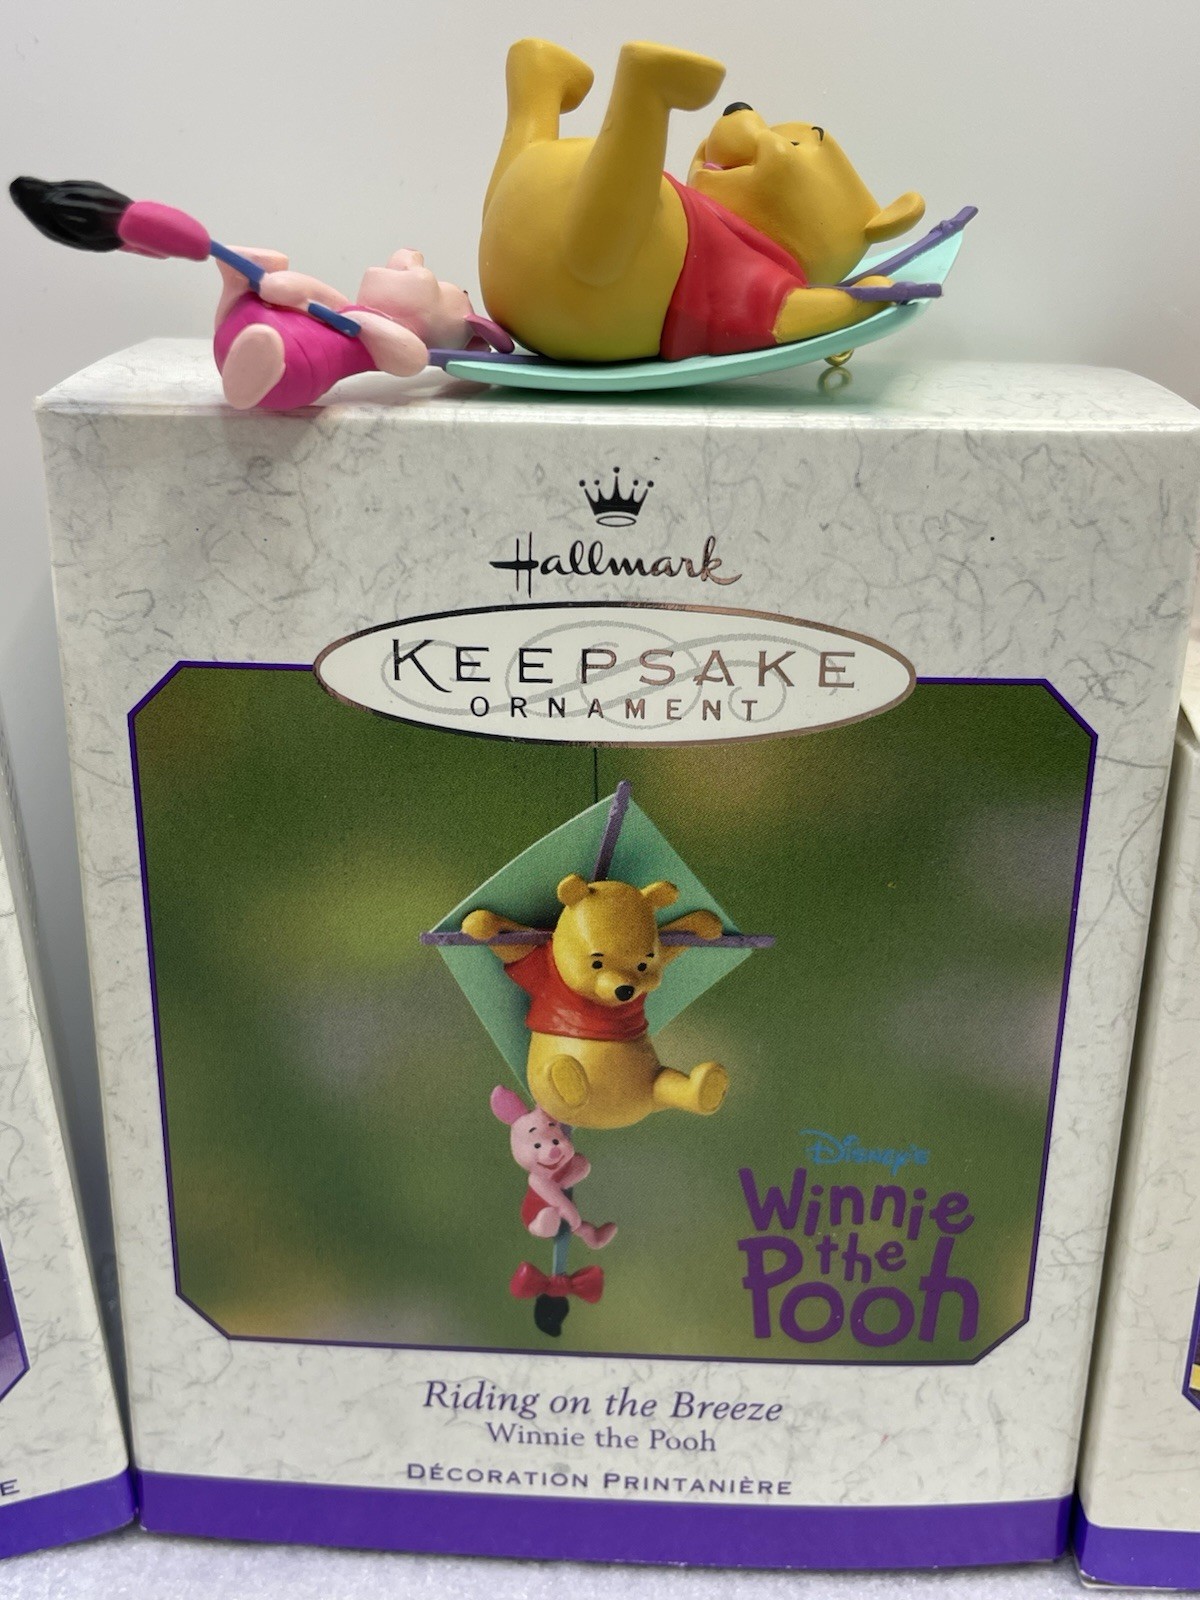 Hallmark
KEEPSAKE
ORNAMENT
Disney's
Winnie
the
Pooh
Riding on the Breeze
Winnie the Pooh
DÉCORATION PRINTANIÈRE
E